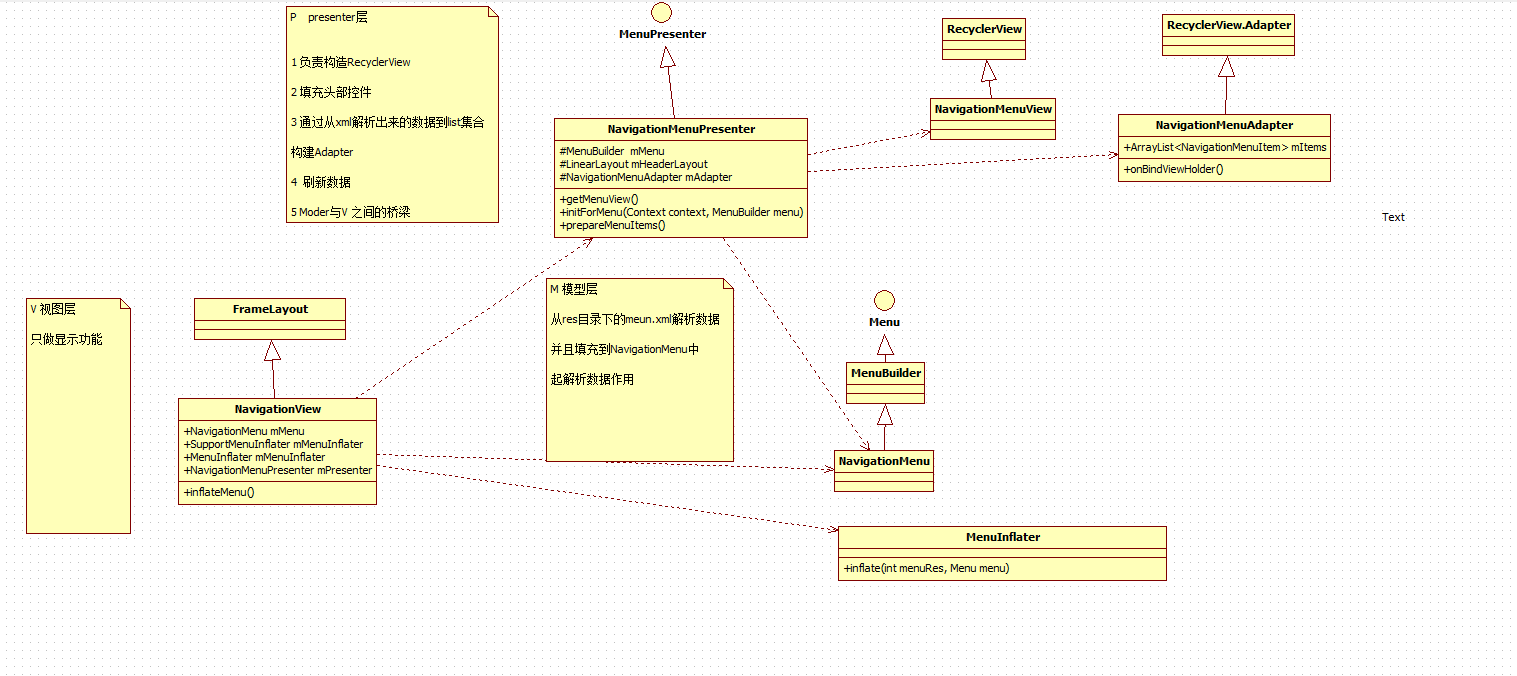 P presenter层
1 负责构造RecyclerView
2 填充头部控件
3 通过从xml解析出来的数据到list集合
构建Adapter
4 刷新数据
5 Moder与V 之间的桥梁
MenuPresenter
NavigationMenuPresenter
#MenuBuilder mMenu
#LinearLayout mHeaderLayout
#NavigationMenuAdapter mAdapter
+getMenuView()
+initForMenu(Context context, MenuBuilder menu)
+prepareMenuItems()
RecyclerView
NavigationMenuView
RecyclerView.Adapter
NavigationMenuAdapter
+ArrayList<NavigationMenuItem> mItems
+onBindViewHolder()
Text
V 视图层
只做显示功能
FrameLayout
NavigationView
+NavigationMenu mMenu
+SupportMenuInflater mMenuInflater
+MenuInflater mMenuInflater
+NavigationMenuPresenter mPresenter
+inflateMenu()
M 模型层
从res目录下的meun.xml解析数据
并且填充到NavigationMenu中
起解析数据作用
Menu
MenuBuilder
NavigationMenu
MenuInflater
+inflate(int menuRes, Menu menu)